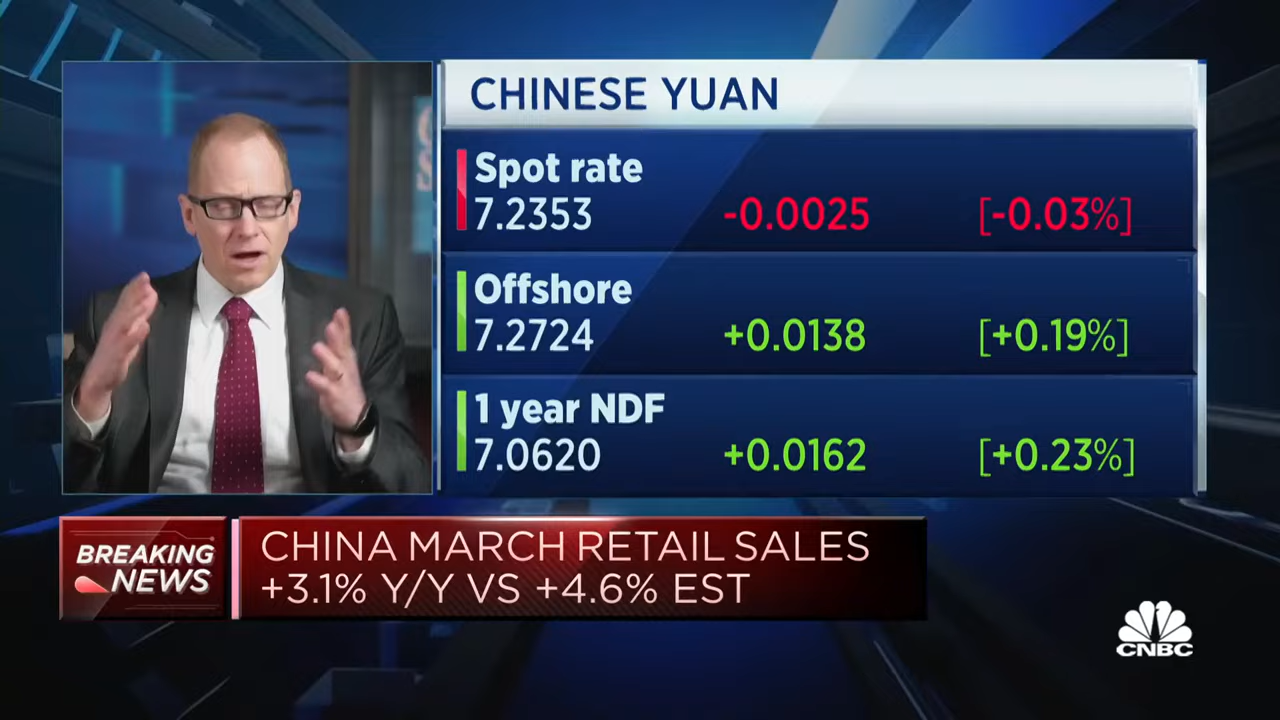 CHINESE YUAN
Spot rate
7.2353 -0.0025 [-0.03%]
Offshore
7.2724 +0.0138 [+0.19%]
1 year NDF
7.0620 +0.0162 [+0.23%]
BREAKING
NEWS
CHINA MARCH RETAIL SALES
+3.1% Y/Y VS +4.6% EST
CNBC